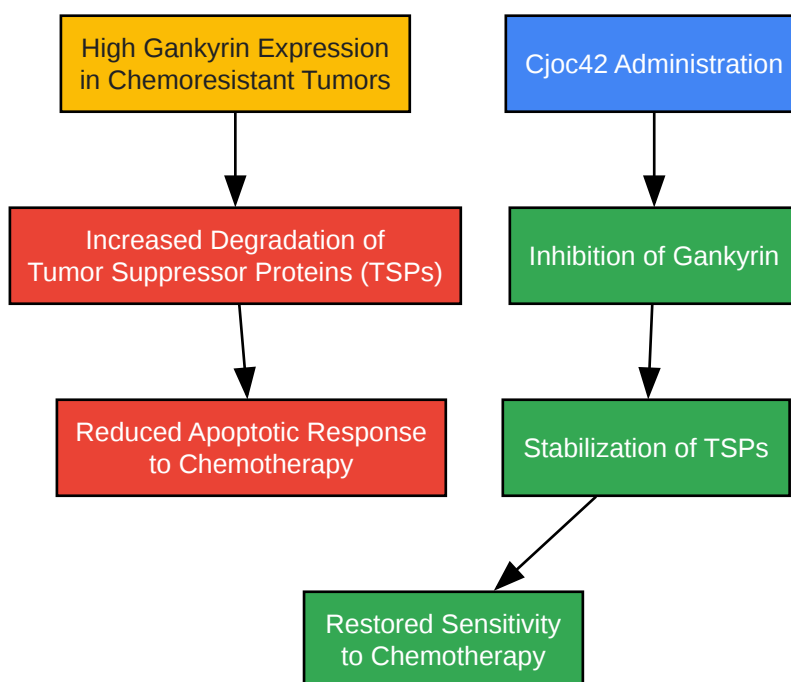 High Gankyrin Expression
in Chemoresistant Tumors
Cjoc42 Administration
Increased Degradation of
Tumor Suppressor Proteins (TSPs)
Inhibition of Gankyrin
Reduced Apoptotic Response
to Chemotherapy
Stabilization of TSPs
Restored Sensitivity
to Chemotherapy